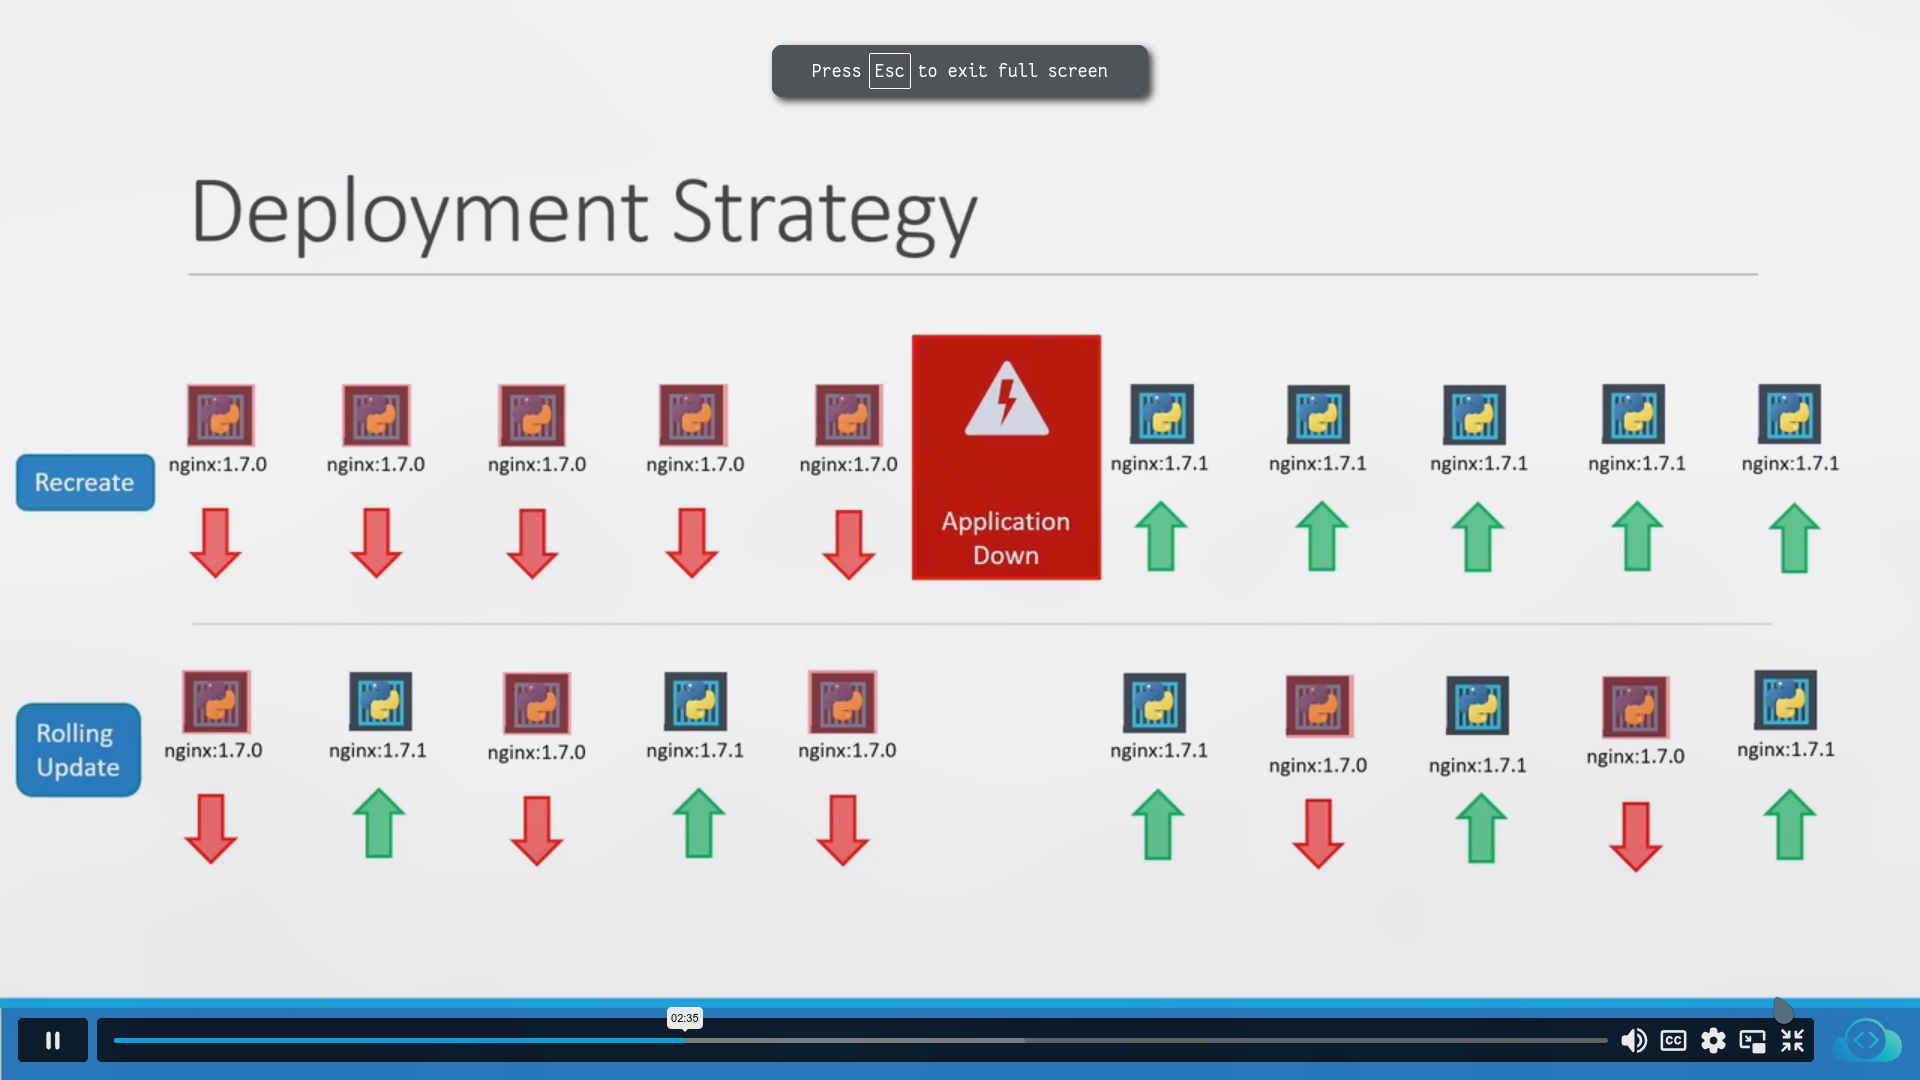 Press Esc to exit full screen
Deployment Strategy
Recreate
nginx:1.7.0 nginx:1.7.0 nginx:1.7.0 nginx:1.7.0 nginx:1.7.0
Application
Down
nginx:1.7.1 nginx:1.7.1 nginx:1.7.1 nginx:1.7.1 nginx:1.7.1
Rolling
Update
nginx:1.7.0 nginx:1.7.1 nginx:1.7.0 nginx:1.7.1 nginx:1.7.0
nginx:1.7.1 nginx:1.7.0 nginx:1.7.1 nginx:1.7.0 nginx:1.7.1
02:35
CC